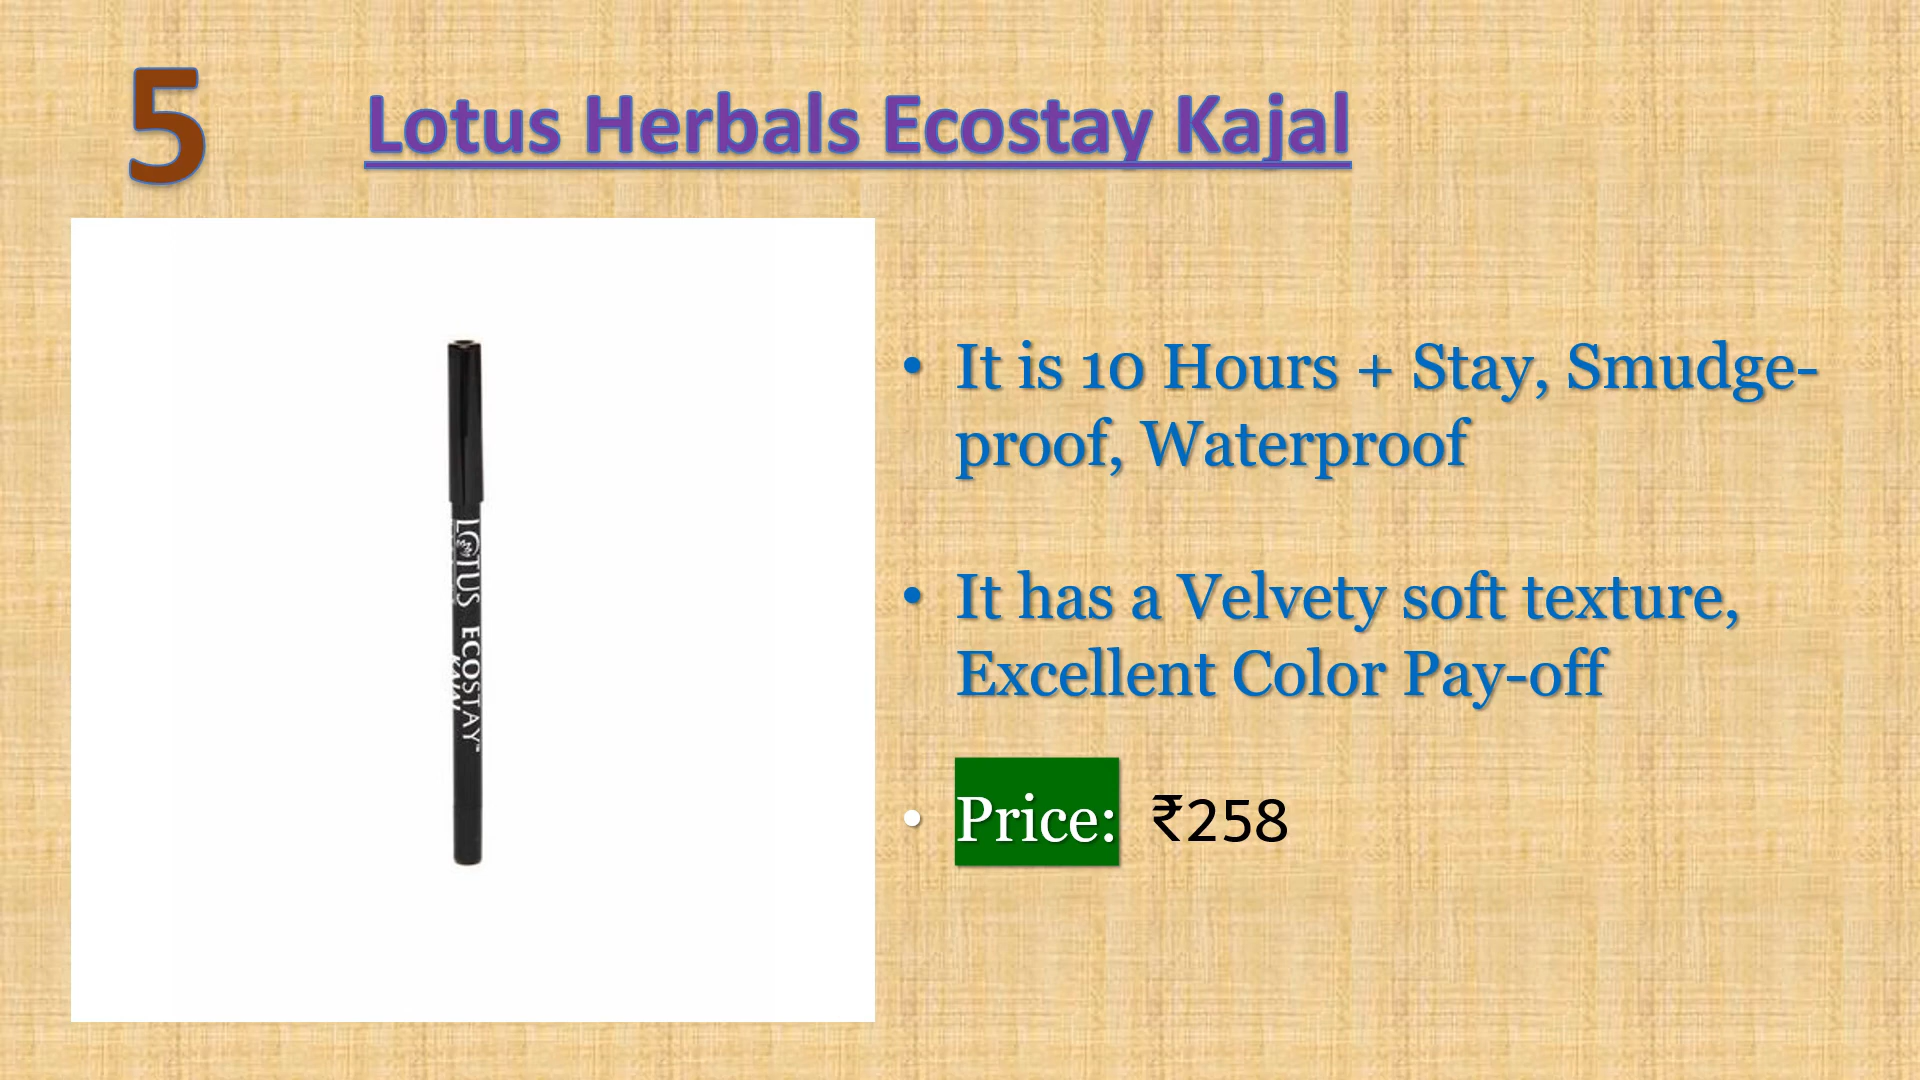 5
Lotus Herbals Ecostay Kajal
• It is 10 Hours + Stay, Smudge-
proof, Waterproof
• It has a Velvety soft texture,
Excellent Color Pay-off
• Price: ₹258
LOTUS ECOSTAY™
KAJAL